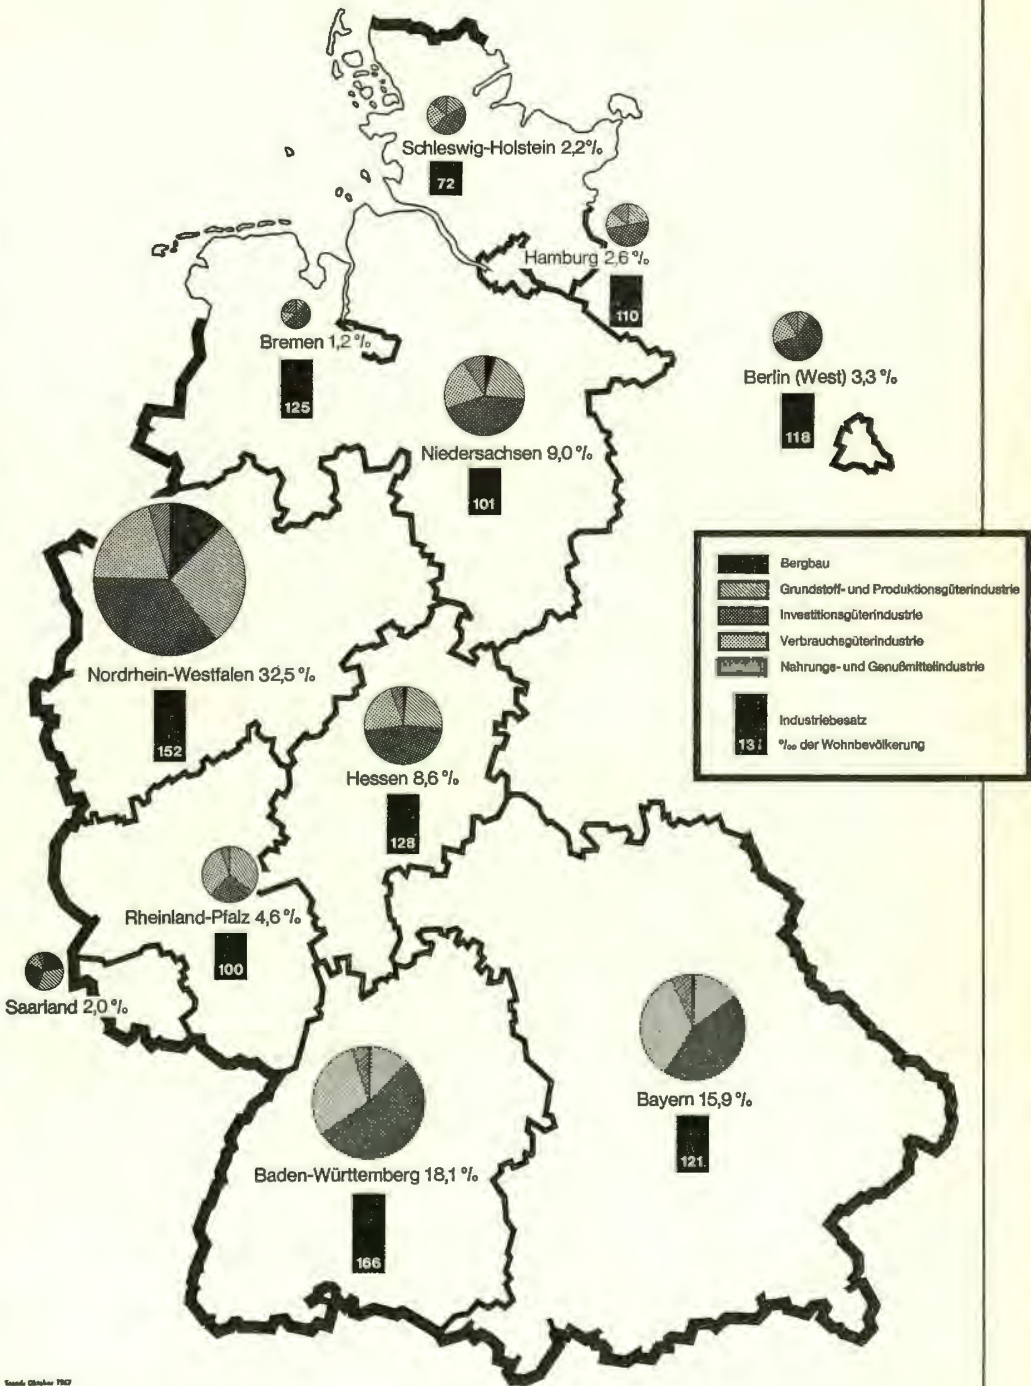 Schleswig-Holstein 2,2%
72
Hamburg 2,6%
110
Bremen 1,2%
125
Berlin (West) 3,3%
118
Niedersachsen 9,0%
101
Nordrhein-Westfalen 32,5%
152
Bergbau
Grundstoff- und Produktionsgüterindustrie
Investitionsgüterindustrie
Verbrauchsgüterindustrie
Nahrungs- und Genußmittelindustrie
Industriebesatz
‰ der Wohnbevölkerung
Hessen 8,6%
128
Rheinland-Pfalz 4,6%
100
Saarland 2,0%
Bayern 15,9%
121
Baden-Württemberg 18,1%
166
Oktober 1967